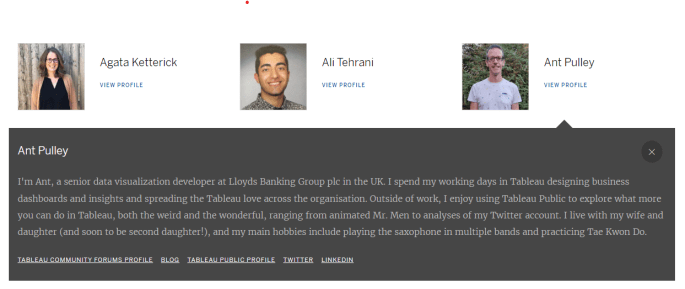 Agata Ketterick
VIEW PROFILE
Ali Tehrani
VIEW PROFILE
Ant Pulley
VIEW PROFILE
Ant Pulley
I'm Ant, a senior data visualization developer at Lloyds Banking Group plc in the UK. I spend my working days in Tableau designing business
dashboards and insights and spreading the Tableau love across the organisation. Outside of work, I enjoy using Tableau Public to explore what more
you can do in Tableau, both the weird and the wonderful, ranging from animated Mr. Men to analyses of my Twitter account. I live with my wife and
daughter (and soon to be second daughter!), and my main hobbies include playing the saxophone in multiple bands and practicing Tae Kwon Do.
TABLEAU COMMUNITY FORUMS PROFILE BLOG TABLEAU PUBLIC PROFILE TWITTER LINKEDIN